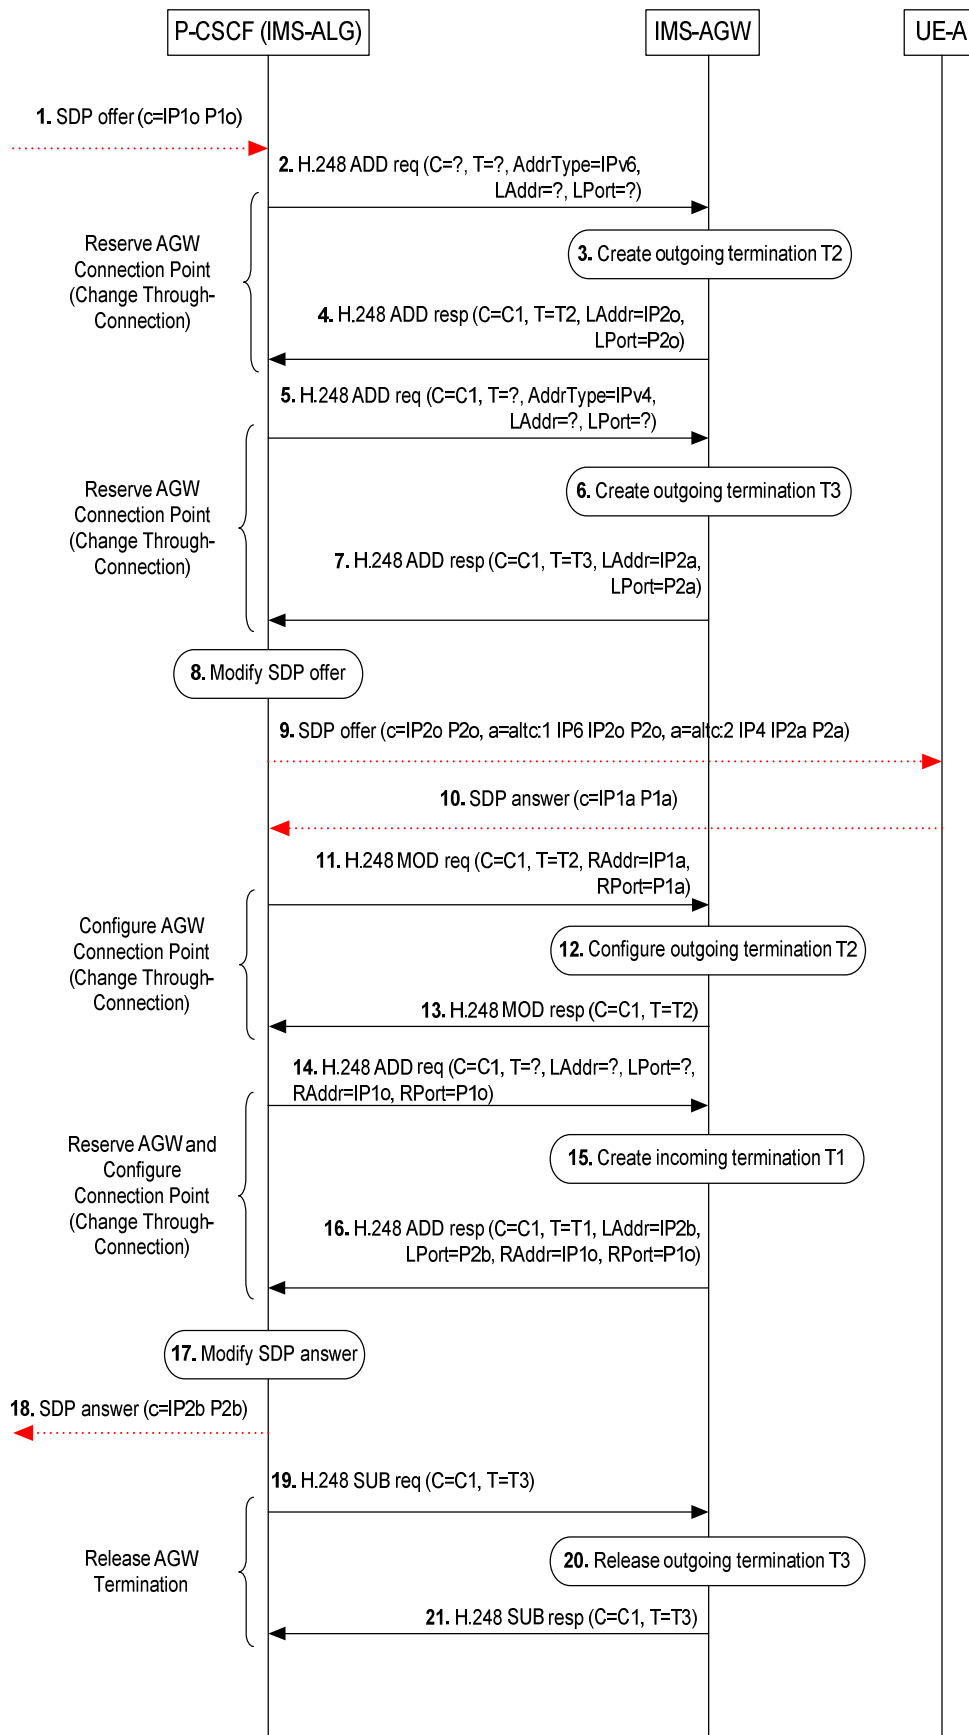 P-CSCF (IMS-ALG)
IMS-AGW
UE-A
1. SDP offer (c=IP1o P1o)
2. H.248 ADD req (C=?, T=?, AddrType=IPv6,
LAddr=?, LPort=?)
Reserve AGW
Connection Point
(Change Through-
Connection)
3. Create outgoing termination T2
4. H.248 ADD resp (C=C1, T=T2, LAddr=IP2o,
LPort=P2o)
5. H.248 ADD req (C=C1, T=?, AddrType=IPv4,
LAddr=?, LPort=?)
Reserve AGW
Connection Point
(Change Through-
Connection)
6. Create outgoing termination T3
7. H.248 ADD resp (C=C1, T=T3, LAddr=IP2a,
LPort=P2a)
8. Modify SDP offer
9. SDP offer (c=IP2o P2o, a=altc:1 IP6 IP2o P2o, a=altc:2 IP4 IP2a P2a)
10. SDP answer (c=IP1a P1a)
11. H.248 MOD req (C=C1, T=T2, RAddr=IP1a,
RPort=P1a)
Configure AGW
Connection Point
(Change Through-
Connection)
12. Configure outgoing termination T2
13. H.248 MOD resp (C=C1, T=T2)
14. H.248 ADD req (C=C1, T=?, LAddr=?, LPort=?,
RAddr=IP1o, RPort=P1o)
Reserve AGW and
Configure
Connection Point
(Change Through-
Connection)
15. Create incoming termination T1
16. H.248 ADD resp (C=C1, T=T1, LAddr=IP2b,
LPort=P2b, RAddr=IP1o, RPort=P1o)
17. Modify SDP answer
18. SDP answer (c=IP2b P2b)
19. H.248 SUB req (C=C1, T=T3)
Release AGW
Termination
20. Release outgoing termination T3
21. H.248 SUB resp (C=C1, T=T3)